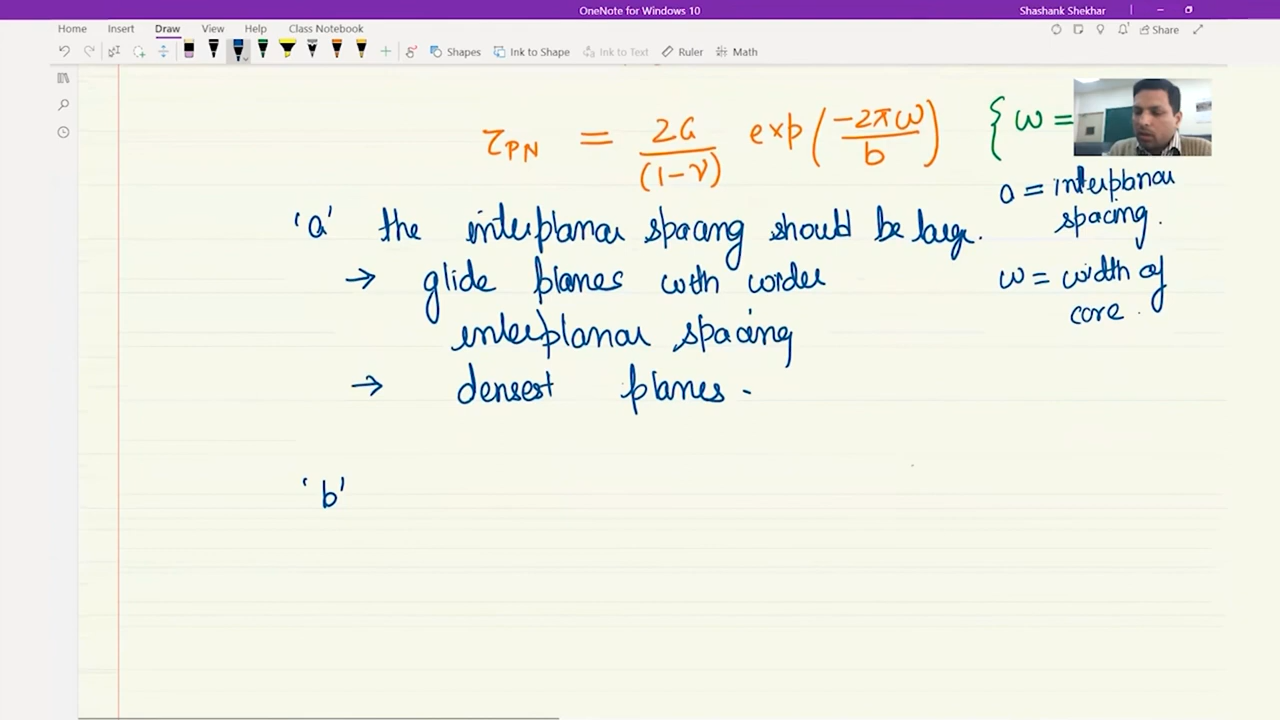 OneNote for Windows 10
Shashank Shekhar
Home Insert Draw View Help Class Notebook
Shapes Ink to Shape Ink to Text Ruler Math Share
τPN = 2G/(1-ν) exp(-2πω/b) {ω =
a = interplanar
spacing.
'a' the interplanar spacing should be large.
→ glide planes with wider
interplanar spacing
ω = width of
core.
→ densest planes.
'b'